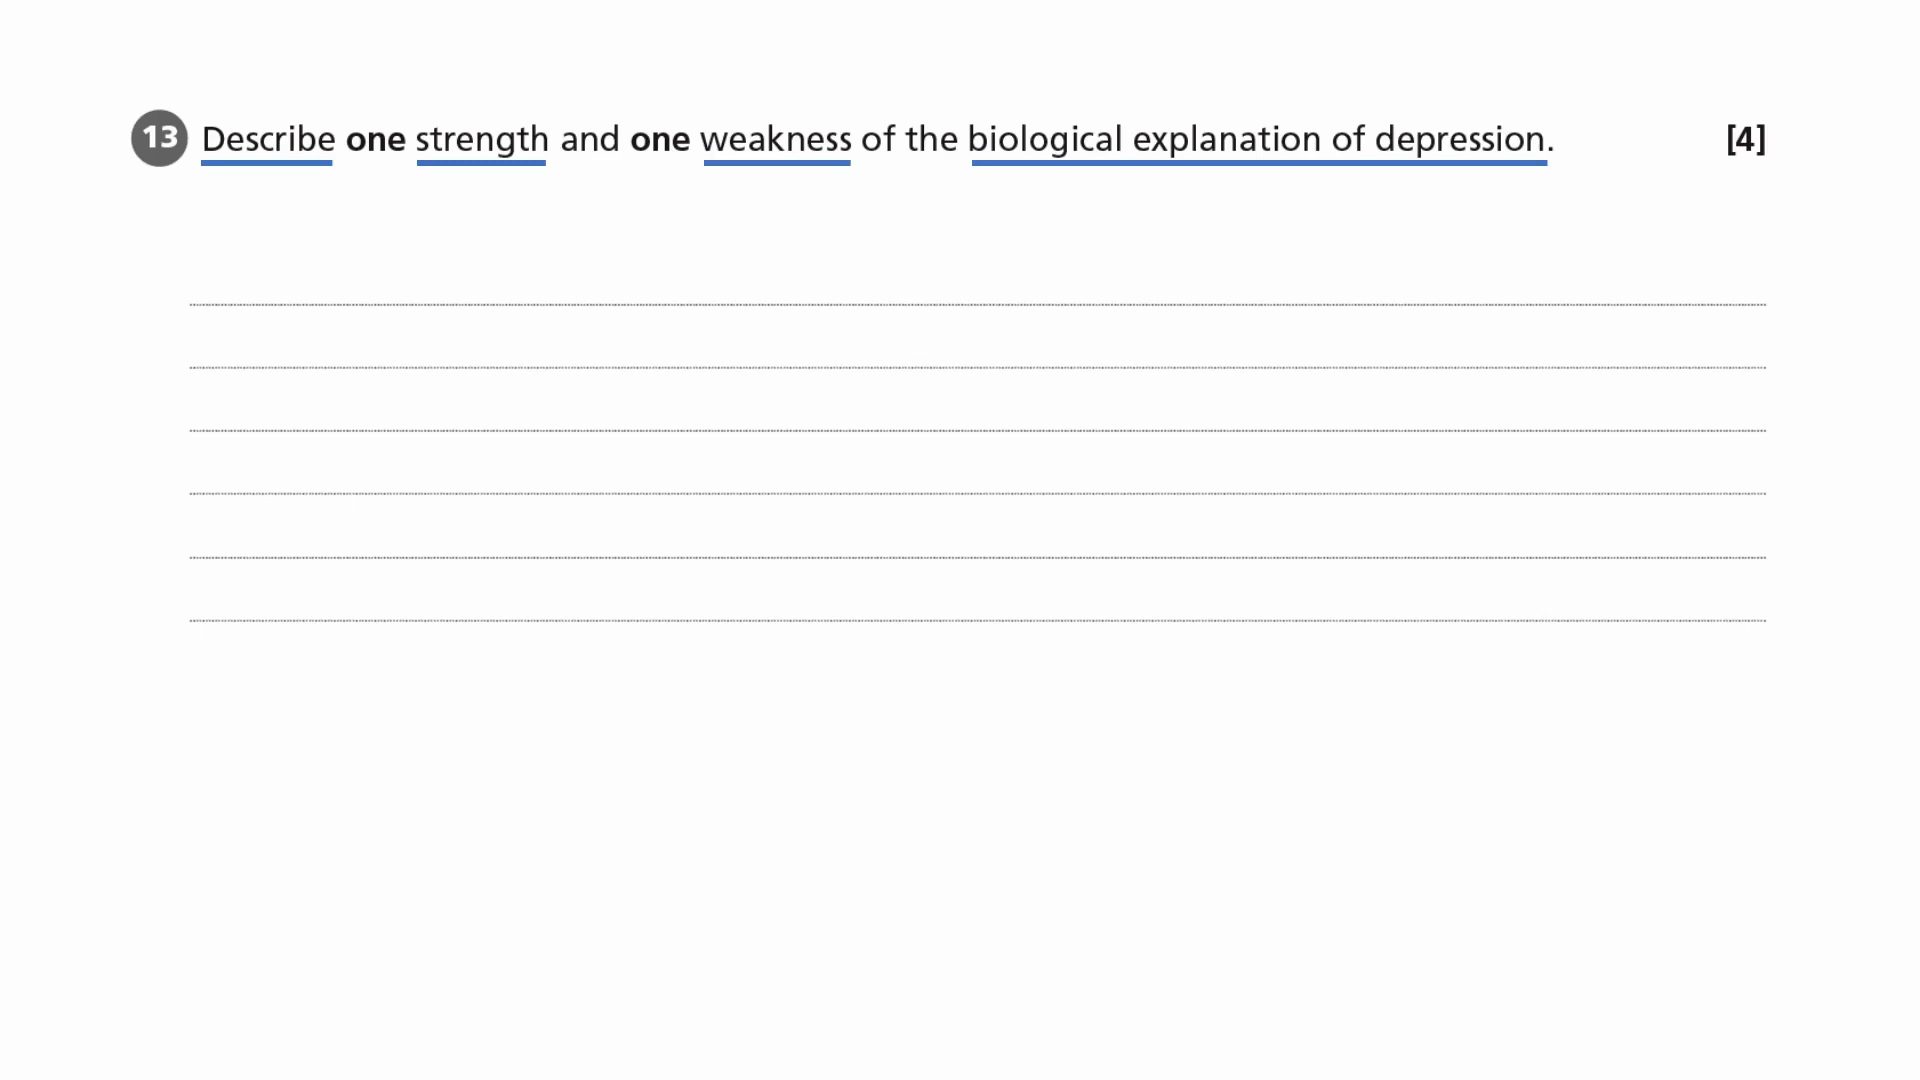 13 Describe one strength and one weakness of the biological explanation of depression. [4]